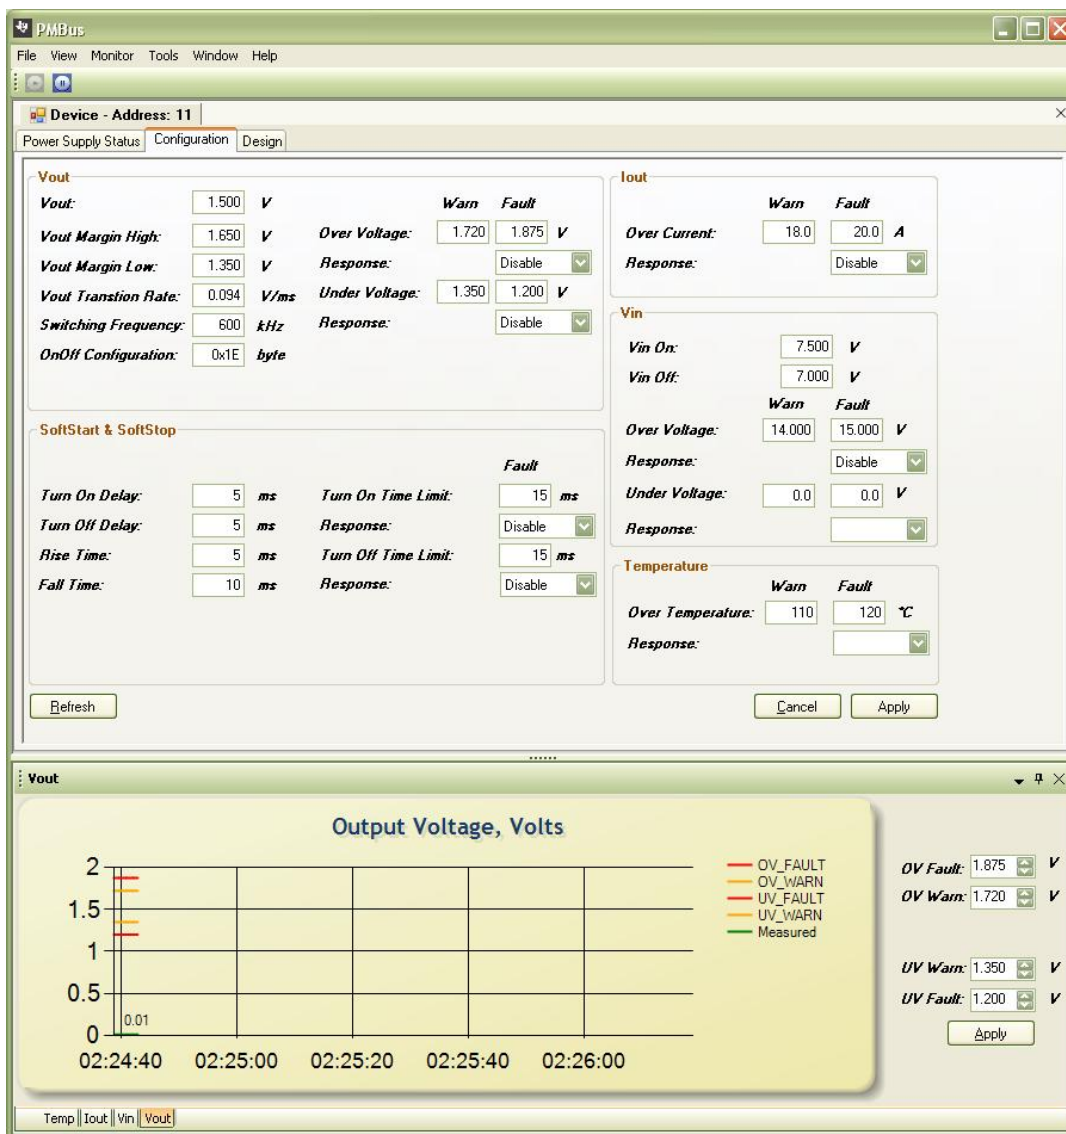 PMBus
File View Monitor Tools Window Help
Device - Address: 11
Power Supply Status Configuration Design
Vout
Vout: 1.500 V
Warn Fault
Vout Margin High: 1.650 V Over Voltage: 1.720 1.875 V
Vout Margin Low: 1.350 V Response: Disable
Vout Transtion Rate: 0.094 V/ms Under Voltage: 1.350 1.200 V
Switching Frequency: 600 kHz Response: Disable
OnOff Configuration: 0x1E byte
Iout
Warn Fault
Over Current: 18.0 20.0 A
Response: Disable
Vin
Vin On: 7.500 V
Vin Off: 7.000 V
Warn Fault
Over Voltage: 14.000 15.000 V
Response: Disable
Under Voltage: 0.0 0.0 V
Response:
SoftStart & SoftStop
Fault
Turn On Delay: 5 ms Turn On Time Limit: 15 ms
Turn Off Delay: 5 ms Response: Disable
Rise Time: 5 ms Turn Off Time Limit: 15 ms
Fall Time: 10 ms Response: Disable
Temperature
Warn Fault
Over Temperature: 110 120 °C
Response:
Refresh Cancel Apply
Vout
Output Voltage, Volts
2
1.5
1
0.5
0
0.01
02:24:40 02:25:00 02:25:20 02:25:40 02:26:00
OV_FAULT
OV_WARN
UV_FAULT
UV_WARN
Measured
OV Fault: 1.875 V
OV Warn: 1.720 V
UV Warn: 1.350 V
UV Fault: 1.200 V
Apply
Temp Iout Vin Vout